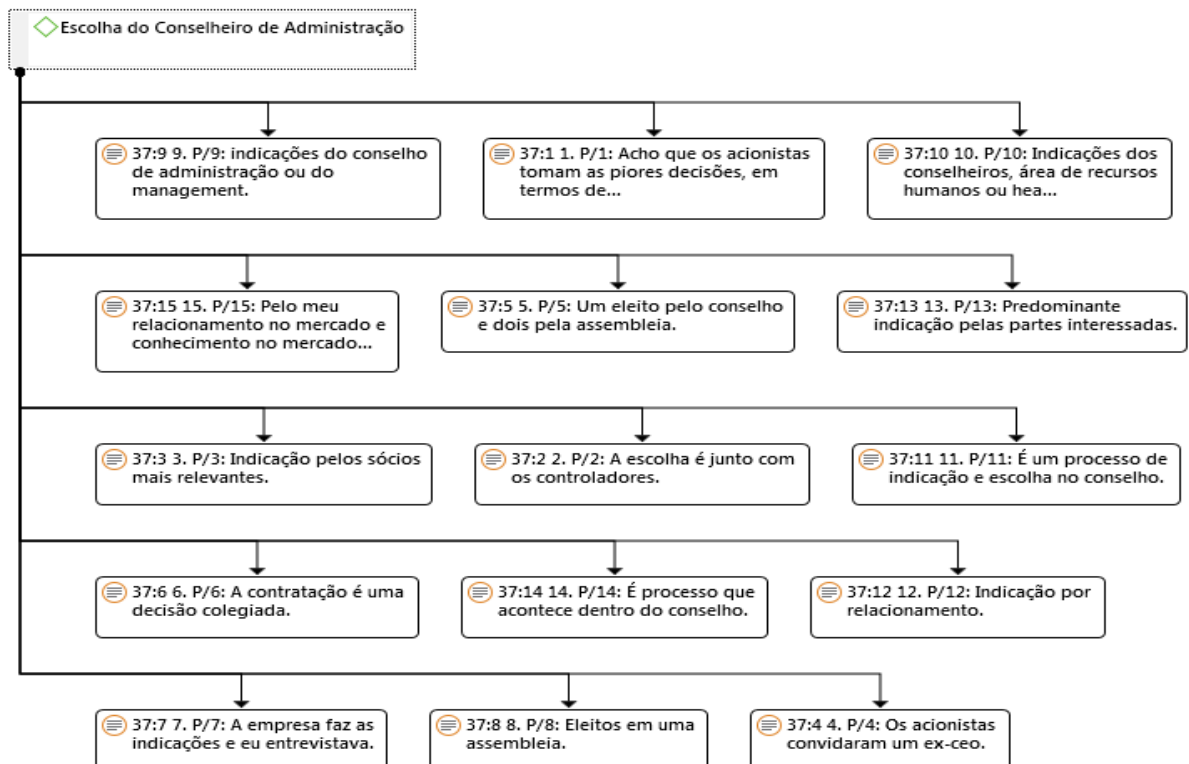 Escolha do Conselheiro de Administração
37:9 9. P/9: indicações do conselho
de administração ou do
management.
37:1 1. P/1: Acho que os acionistas
tomam as piores decisões, em
termos de...
37:10 10. P/10: Indicações dos
conselheiros, área de recursos
humanos ou hea...
37:15 15. P/15: Pelo meu
relacionamento no mercado e
conhecimento no mercado...
37:5 5. P/5: Um eleito pelo conselho
e dois pela assembleia.
37:13 13. P/13: Predominante
indicação pelas partes interessadas.
37:3 3. P/3: Indicação pelos sócios
mais relevantes.
37:2 2. P/2: A escolha é junto com
os controladores.
37:11 11. P/11: É um processo de
indicação e escolha no conselho.
37:6 6. P/6: A contratação é uma
decisão colegiada.
37:14 14. P/14: É processo que
acontece dentro do conselho.
37:12 12. P/12: Indicação por
relacionamento.
37:7 7. P/7: A empresa faz as
indicações e eu entrevistava.
37:8 8. P/8: Eleitos em uma
assembleia.
37:4 4. P/4: Os acionistas
convidaram um ex-ceo.